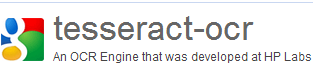 tesseract-ocr
An OCR Engine that was developed at HP Labs